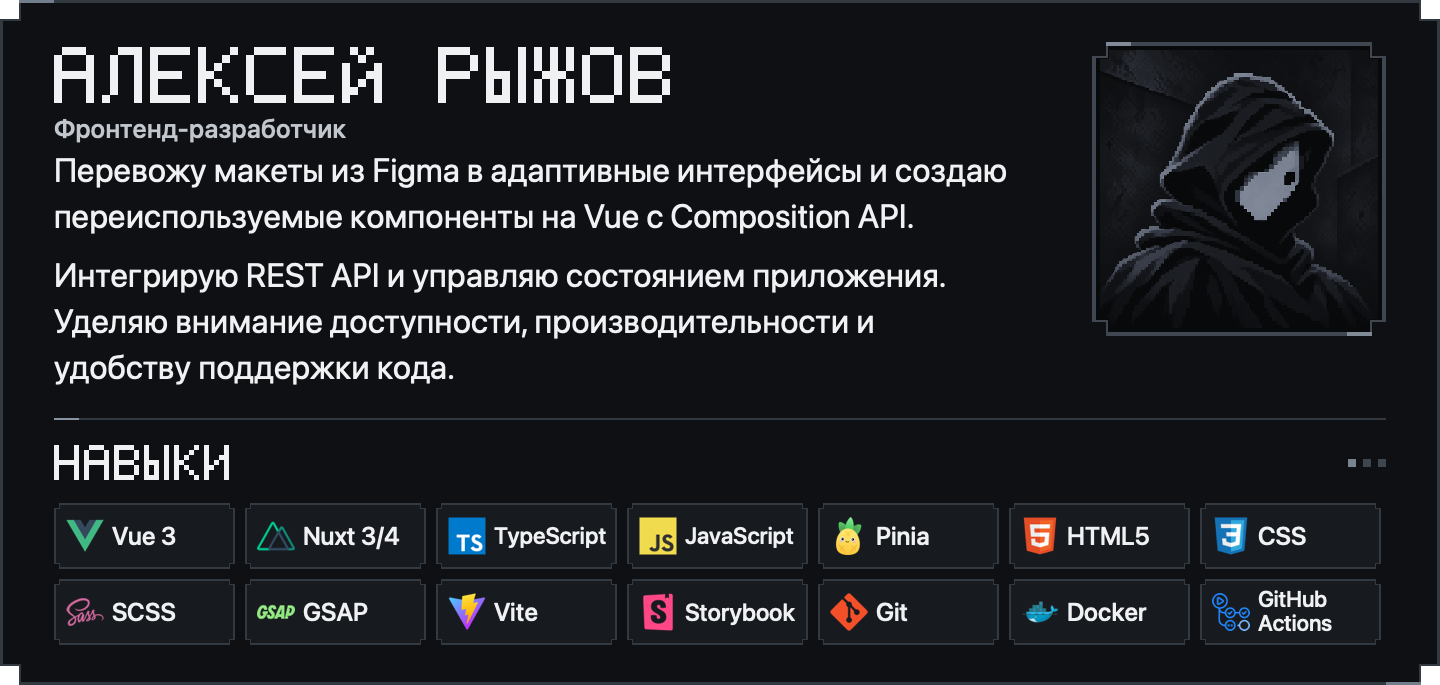 АЛЕКСЕЙ РЫЖОВ
Фронтенд-разработчик
Перевожу макеты из Figma в адаптивные интерфейсы и создаю
переиспользуемые компоненты на Vue с Composition API.
Интегрирую REST API и управляю состоянием приложения.
Уделяю внимание доступности, производительности и
удобству поддержки кода.
НАВЫКИ
Vue 3
Nuxt 3/4
TS TypeScript
JS JavaScript
Pinia
5 HTML5
3 CSS
Sass SCSS
GSAP GSAP
Vite
S Storybook
Git
Docker
GitHub
Actions